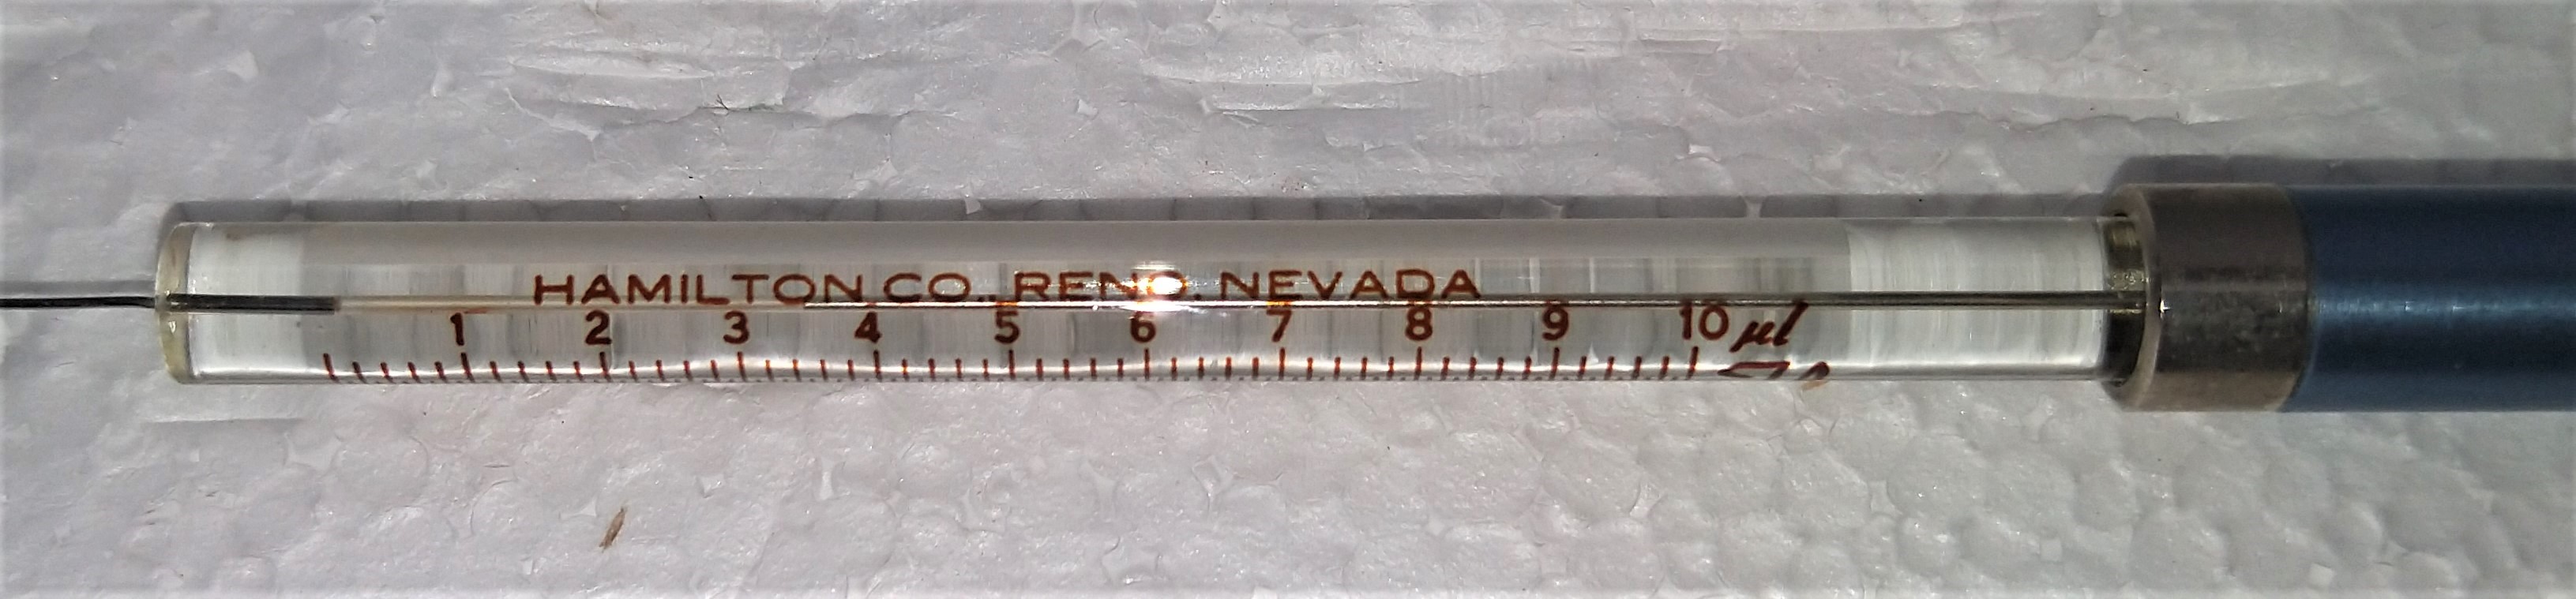 HAMILTON CO., RENO, NEVADA
1 2 3 4 5 6 7 8 9 10 µl